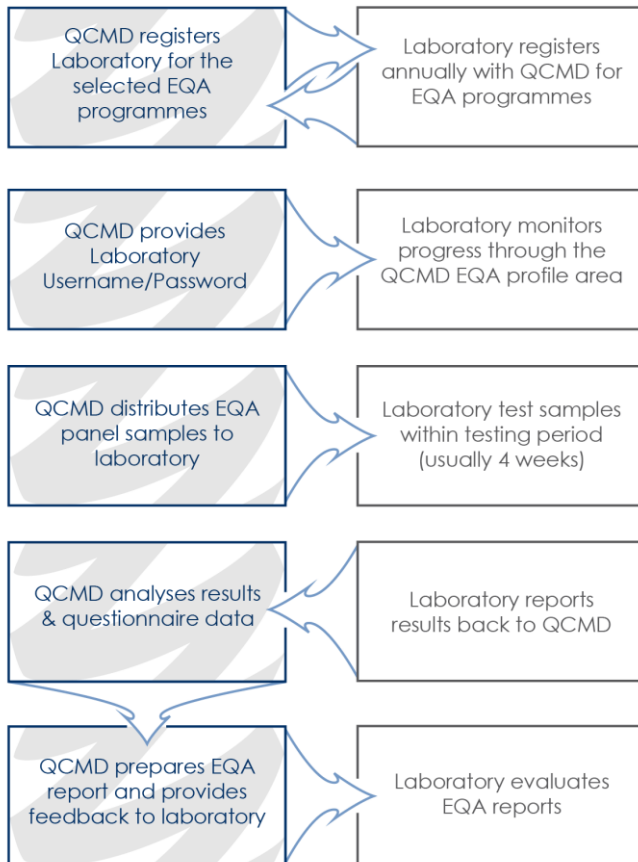 QCMD registers
Laboratory for the
selected EQA
programmes
Laboratory registers
annually with QCMD for
EQA programmes
QCMD provides
Laboratory
Username/Password
Laboratory monitors
progress through the
QCMD EQA profile area
QCMD distributes EQA
panel samples to
laboratory
Laboratory test samples
within testing period
(usually 4 weeks)
QCMD analyses results
& questionnaire data
Laboratory reports
results back to QCMD
QCMD prepares EQA
report and provides
feedback to laboratory
Laboratory evaluates
EQA reports